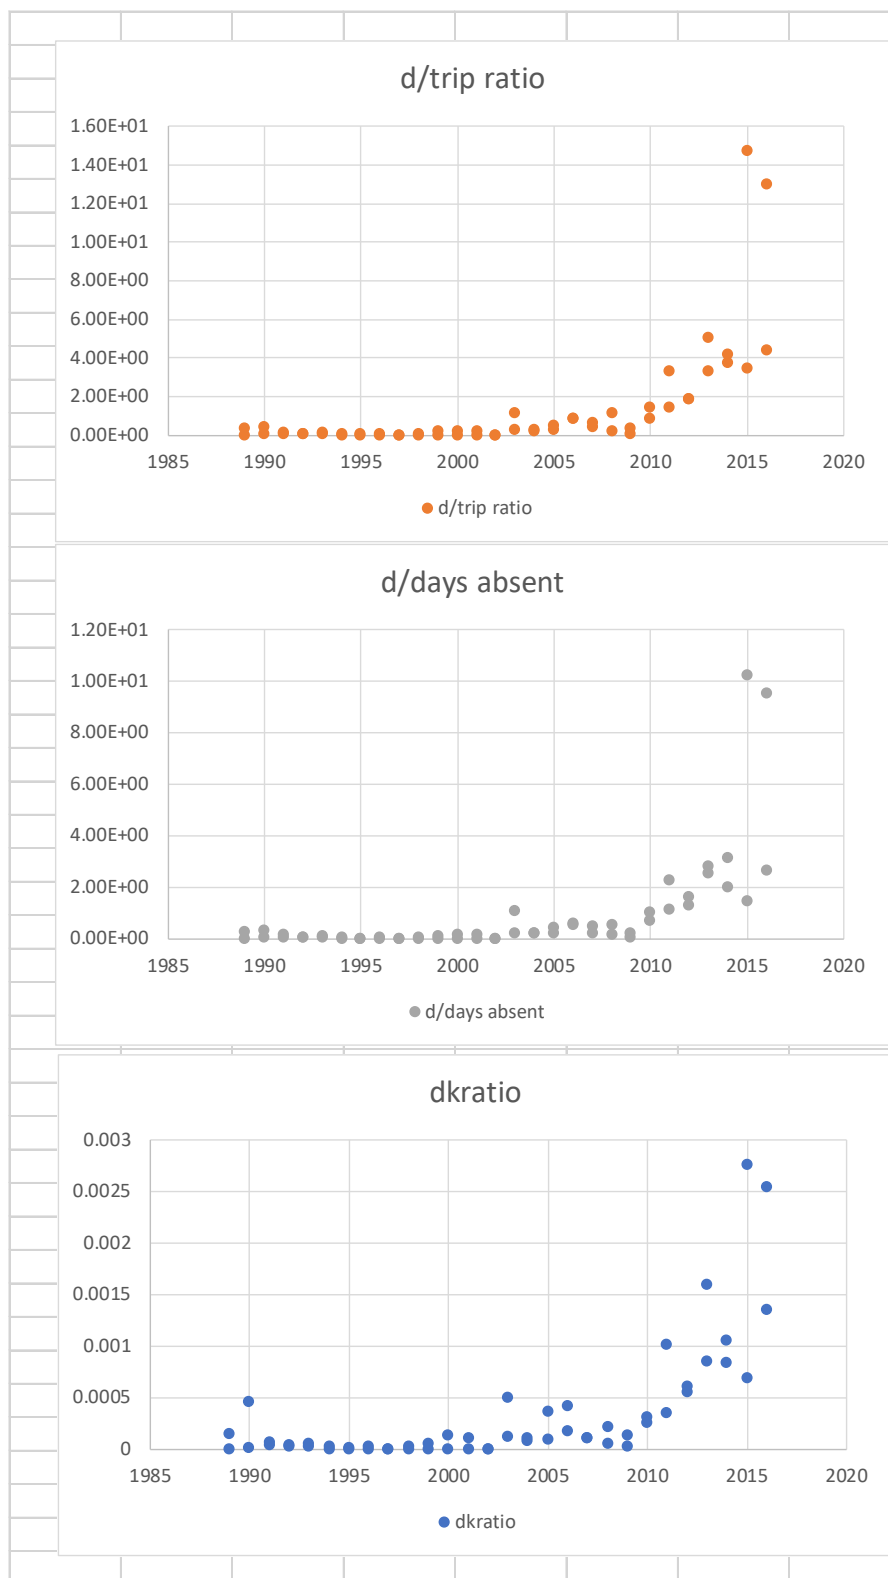 d/trip ratio
1.60E+01
1.40E+01
1.20E+01
1.00E+01
8.00E+00
6.00E+00
4.00E+00
2.00E+00
0.00E+00
1985 1990 1995 2000 2005 2010 2015 2020
d/trip ratio
d/days absent
1.20E+01
1.00E+01
8.00E+00
6.00E+00
4.00E+00
2.00E+00
0.00E+00
1985 1990 1995 2000 2005 2010 2015 2020
d/days absent
dkratio
0.003
0.0025
0.002
0.0015
0.001
0.0005
0
1985 1990 1995 2000 2005 2010 2015 2020
dkratio